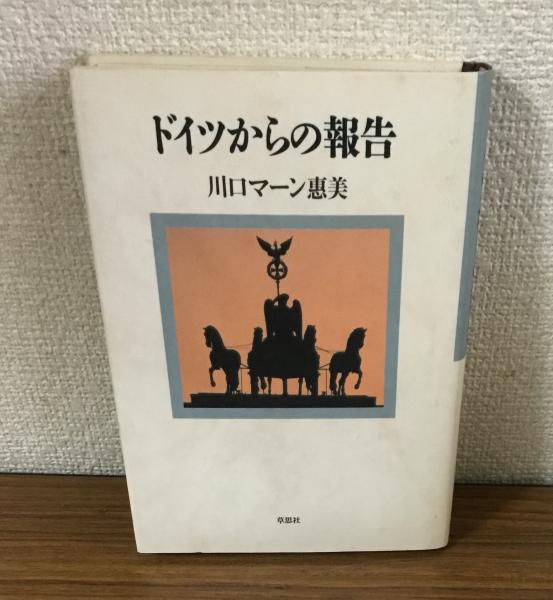 ドイツからの報告
川口マーン惠美
草思社